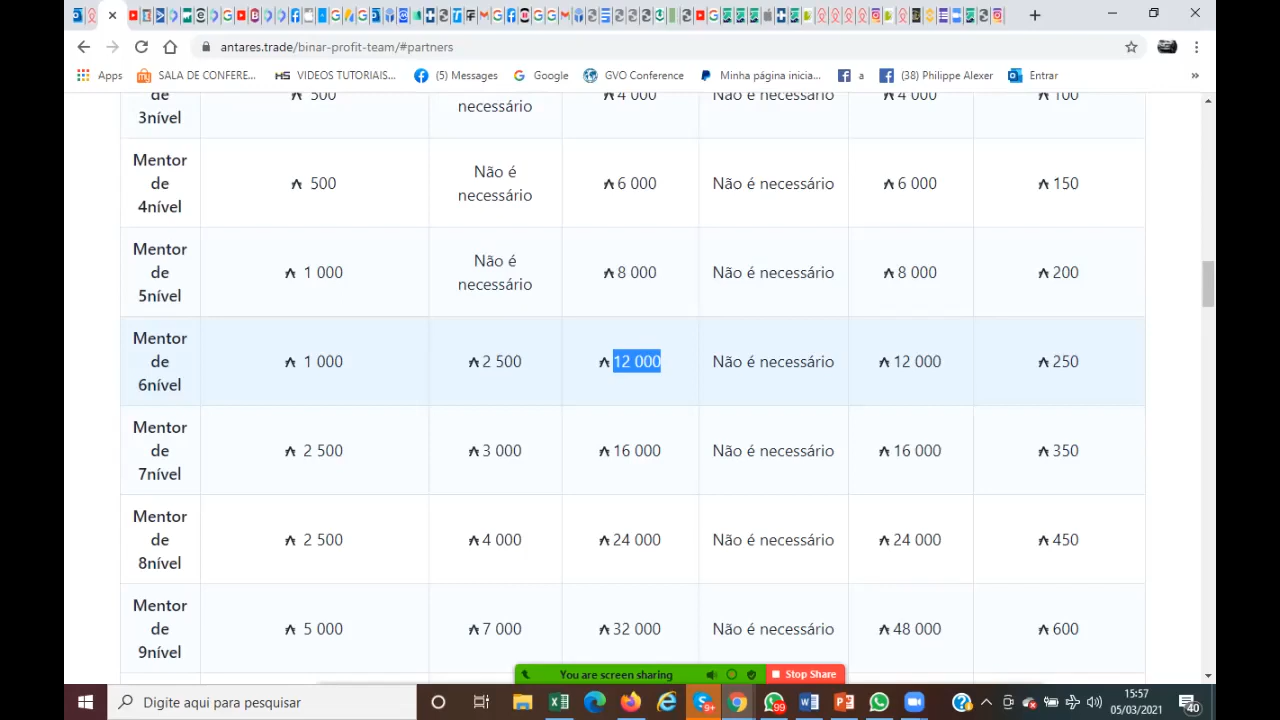 antares.trade/binar-profit-team/#partners
Apps
SALA DE CONFERE...
VIDEOS TUTORIAIS...
(5) Messages
Google
GVO Conference
Minha página inicia...
a
(38) Philippe Alexer
Entrar
»
de
3nível
₳ 500
necessário
₳ 4 000
Não é necessário
₳ 4 000
₳ 100
Mentor
de
4nível
₳ 500
Não é
necessário
₳ 6 000
Não é necessário
₳ 6 000
₳ 150
Mentor
de
5nível
₳ 1 000
Não é
necessário
₳ 8 000
Não é necessário
₳ 8 000
₳ 200
Mentor
de
6nível
₳ 1 000
₳ 2 500
₳ 12 000
Não é necessário
₳ 12 000
₳ 250
Mentor
de
7nível
₳ 2 500
₳ 3 000
₳ 16 000
Não é necessário
₳ 16 000
₳ 350
Mentor
de
8nível
₳ 2 500
₳ 4 000
₳ 24 000
Não é necessário
₳ 24 000
₳ 450
Mentor
de
9nível
₳ 5 000
₳ 7 000
₳ 32 000
Não é necessário
₳ 48 000
₳ 600
You are screen sharing
Stop Share
Digite aqui para pesquisar
9+
99
15:57
05/03/2021
40